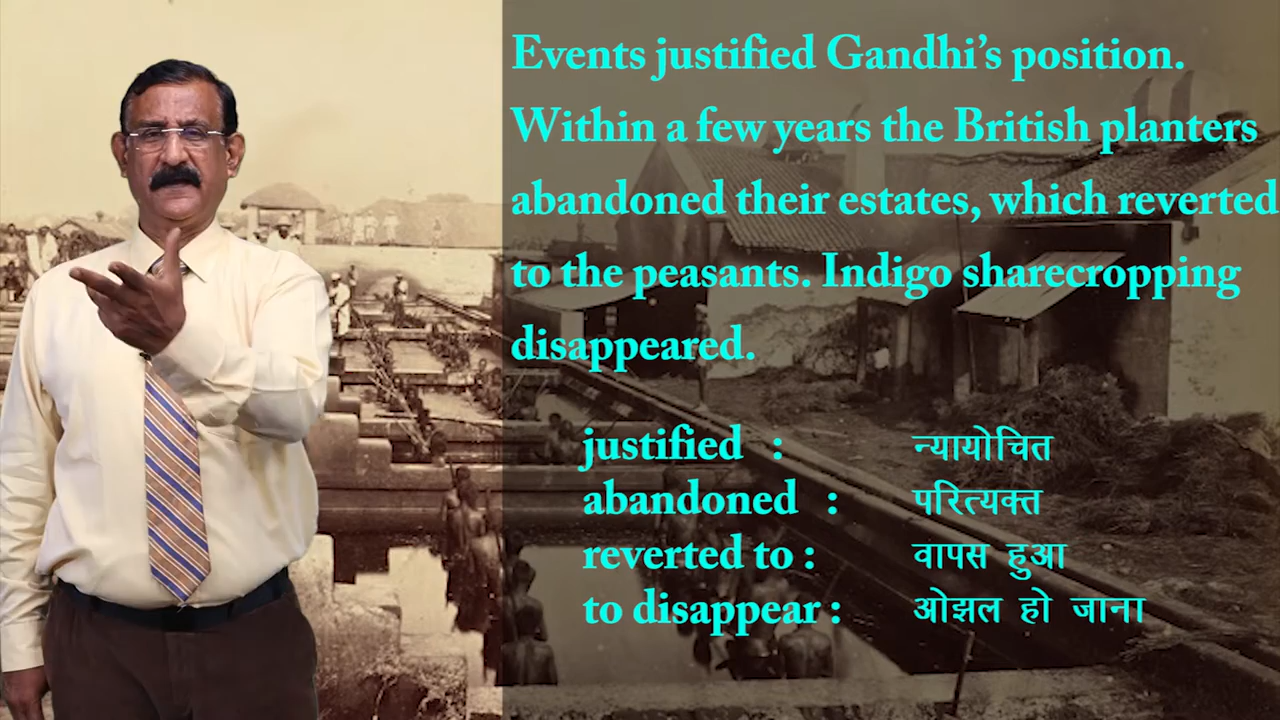 Events justified Gandhi’s position.
Within a few years the British planters
abandoned their estates, which reverted
to the peasants. Indigo sharecropping
disappeared.
justified : न्यायोचित
abandoned : परित्यक्त
reverted to : वापस हुआ
to disappear : ओझल हो जाना